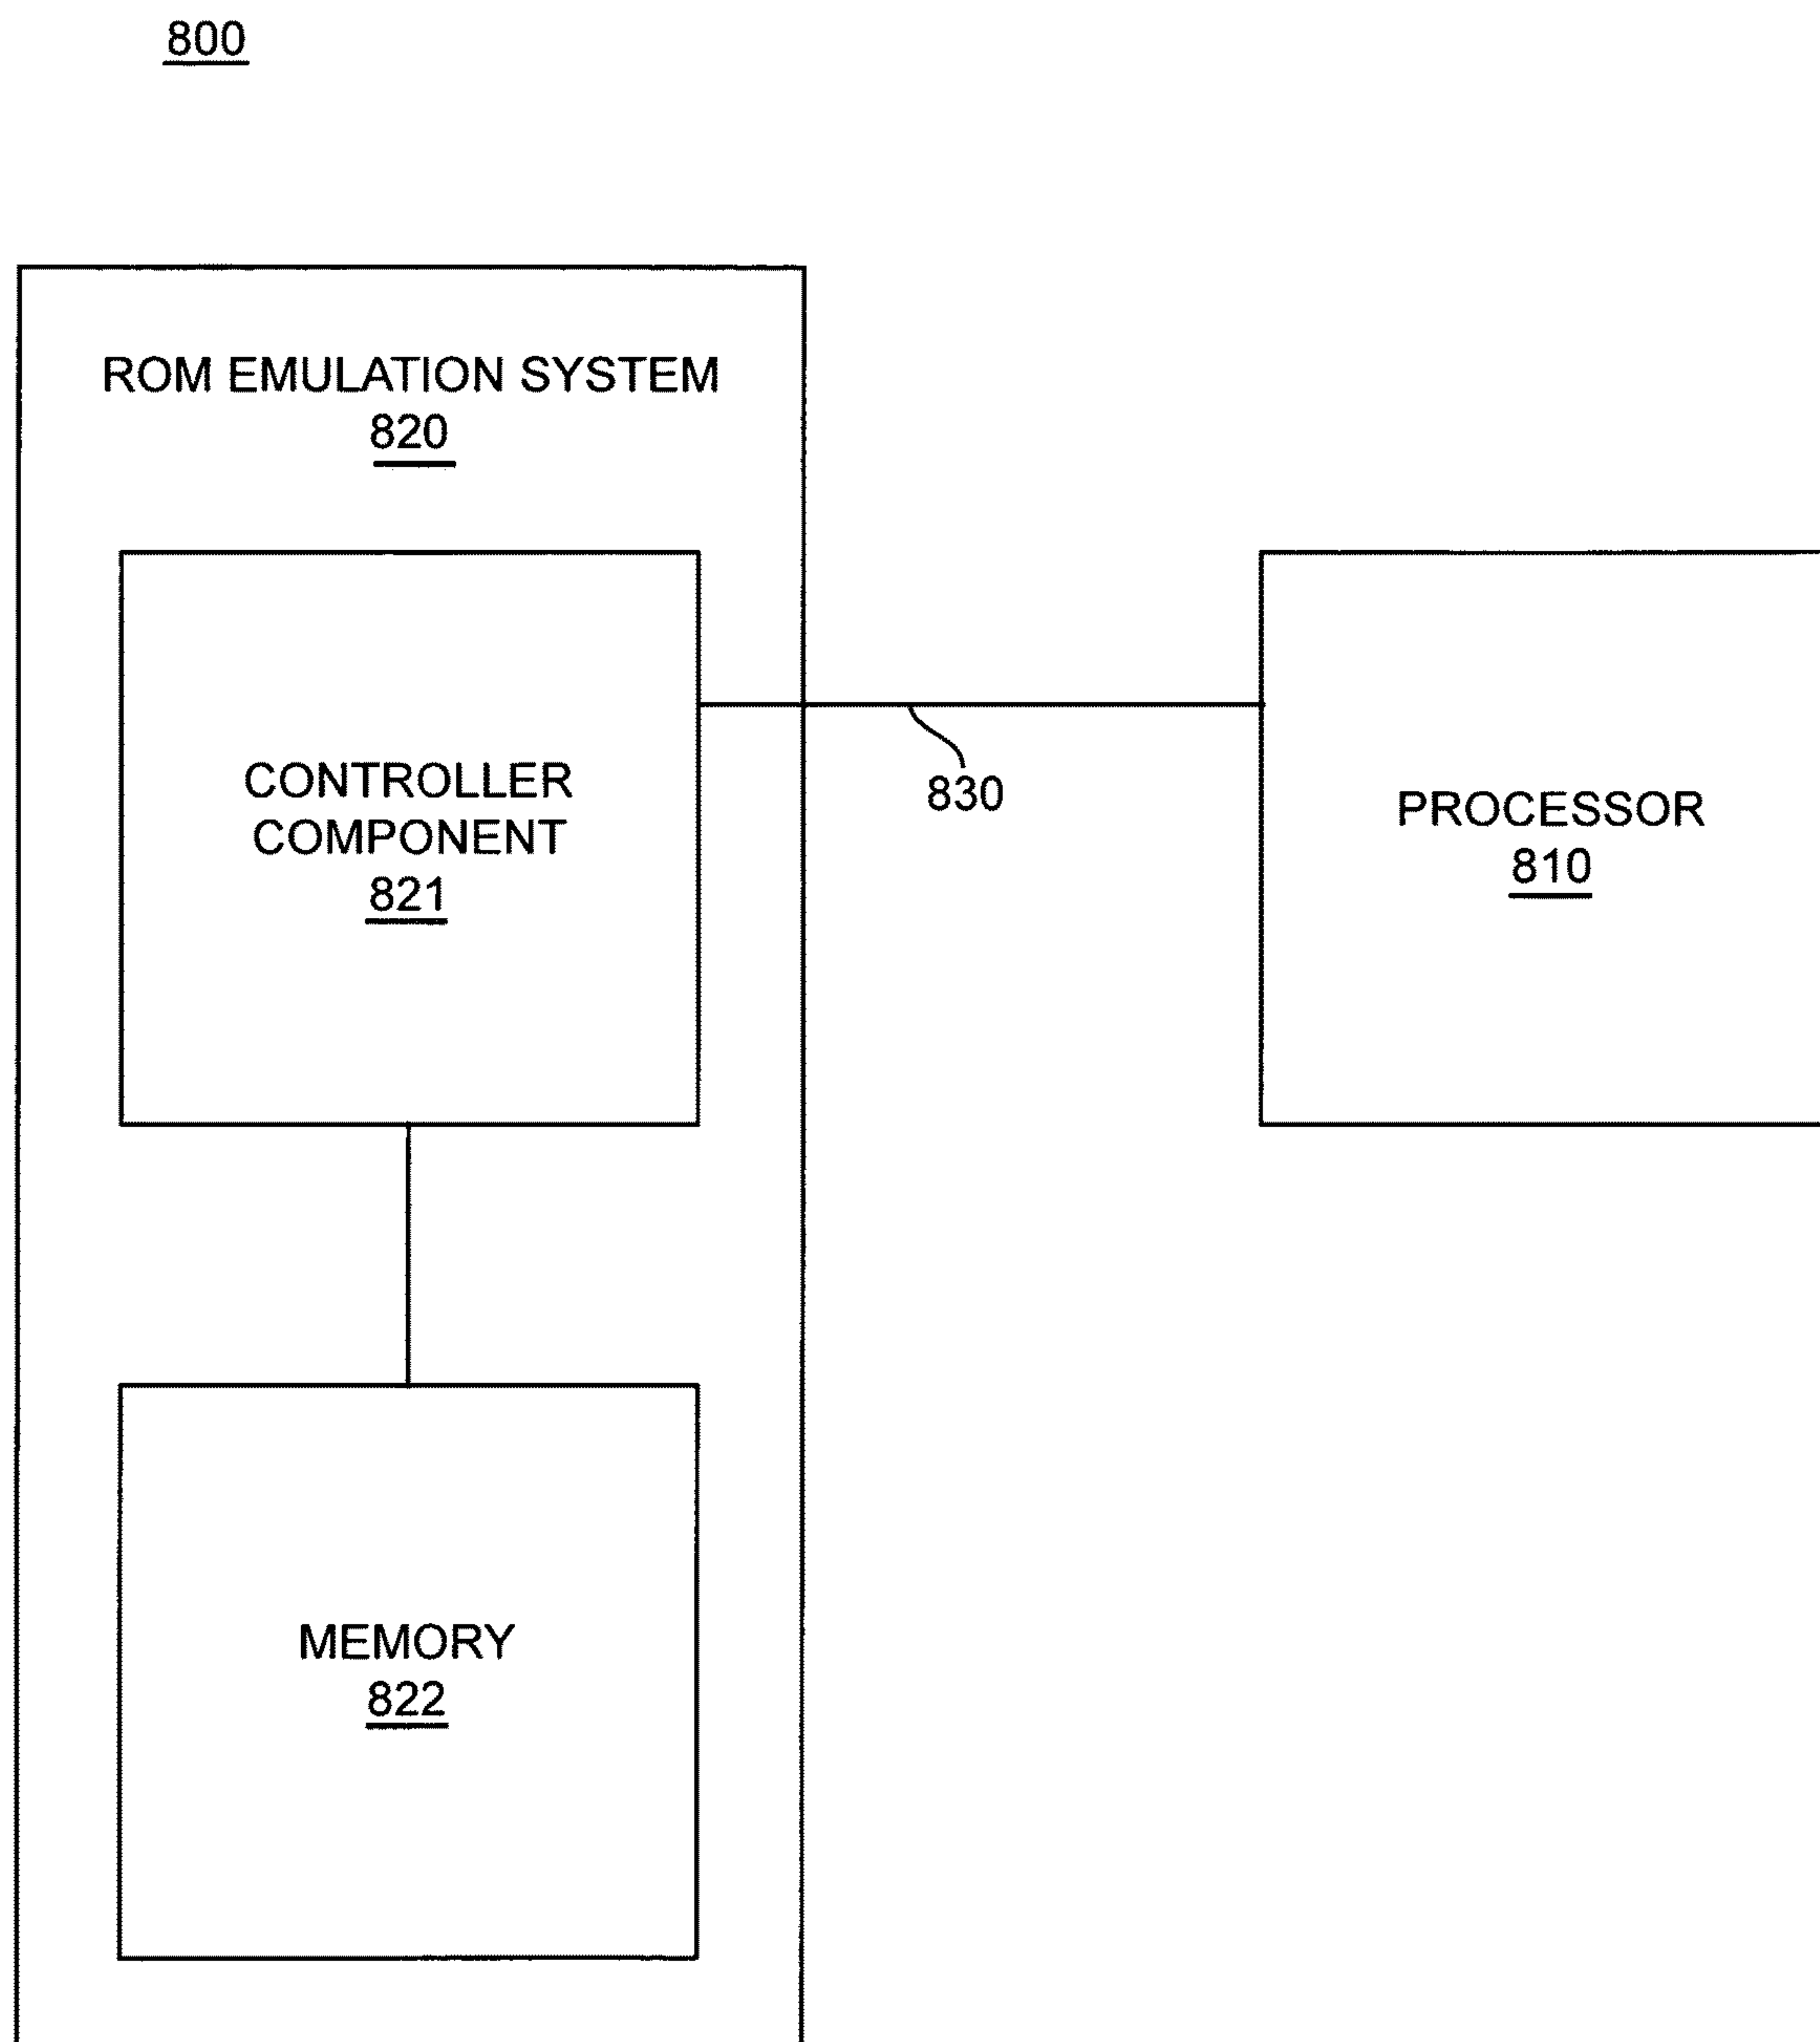 800
ROM EMULATION SYSTEM
820
CONTROLLER
COMPONENT
821
830
PROCESSOR
810
MEMORY
822